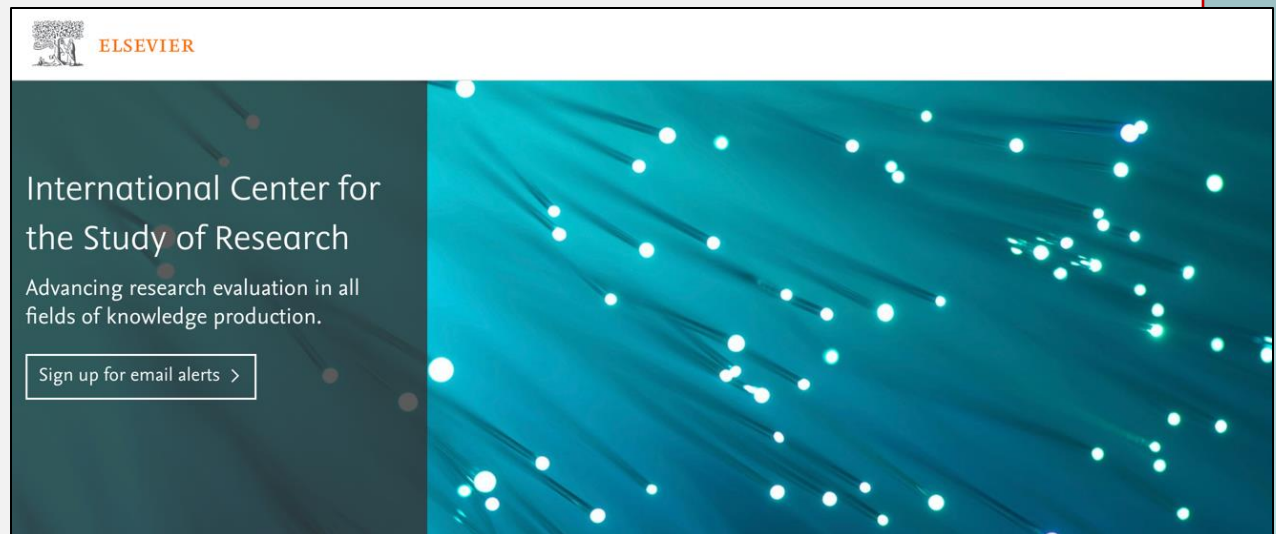 ELSEVIER
International Center for
the Study of Research
Advancing research evaluation in all
fields of knowledge production.
Sign up for email alerts >